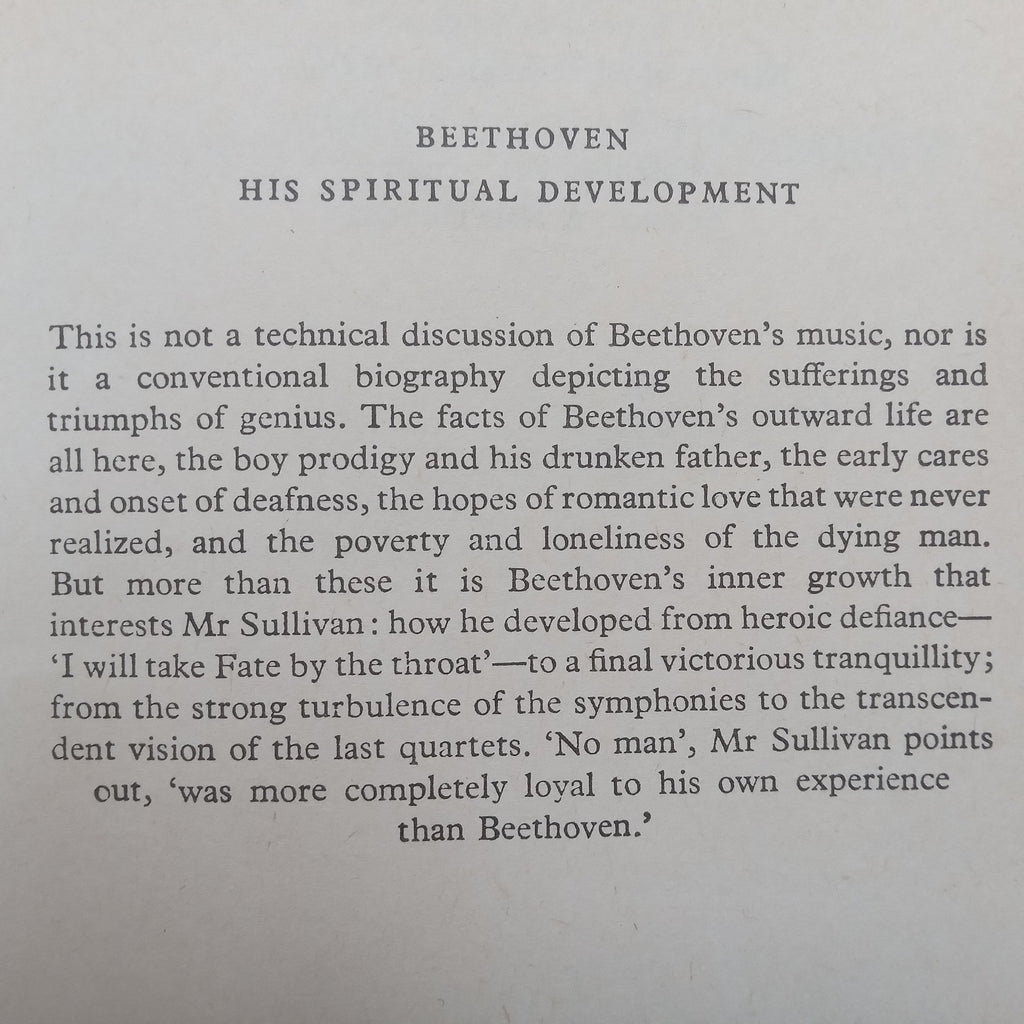 BEETHOVEN
HIS SPIRITUAL DEVELOPMENT
This is not a technical discussion of Beethoven’s music, nor is
it a conventional biography depicting the sufferings and
triumphs of genius. The facts of Beethoven’s outward life are
all here, the boy prodigy and his drunken father, the early cares
and onset of deafness, the hopes of romantic love that were never
realized, and the poverty and loneliness of the dying man.
But more than these it is Beethoven’s inner growth that
interests Mr Sullivan: how he developed from heroic defiance—
‘I will take Fate by the throat’—to a final victorious tranquillity;
from the strong turbulence of the symphonies to the transcen-
dent vision of the last quartets. ‘No man’, Mr Sullivan points
out, ‘was more completely loyal to his own experience
than Beethoven.’